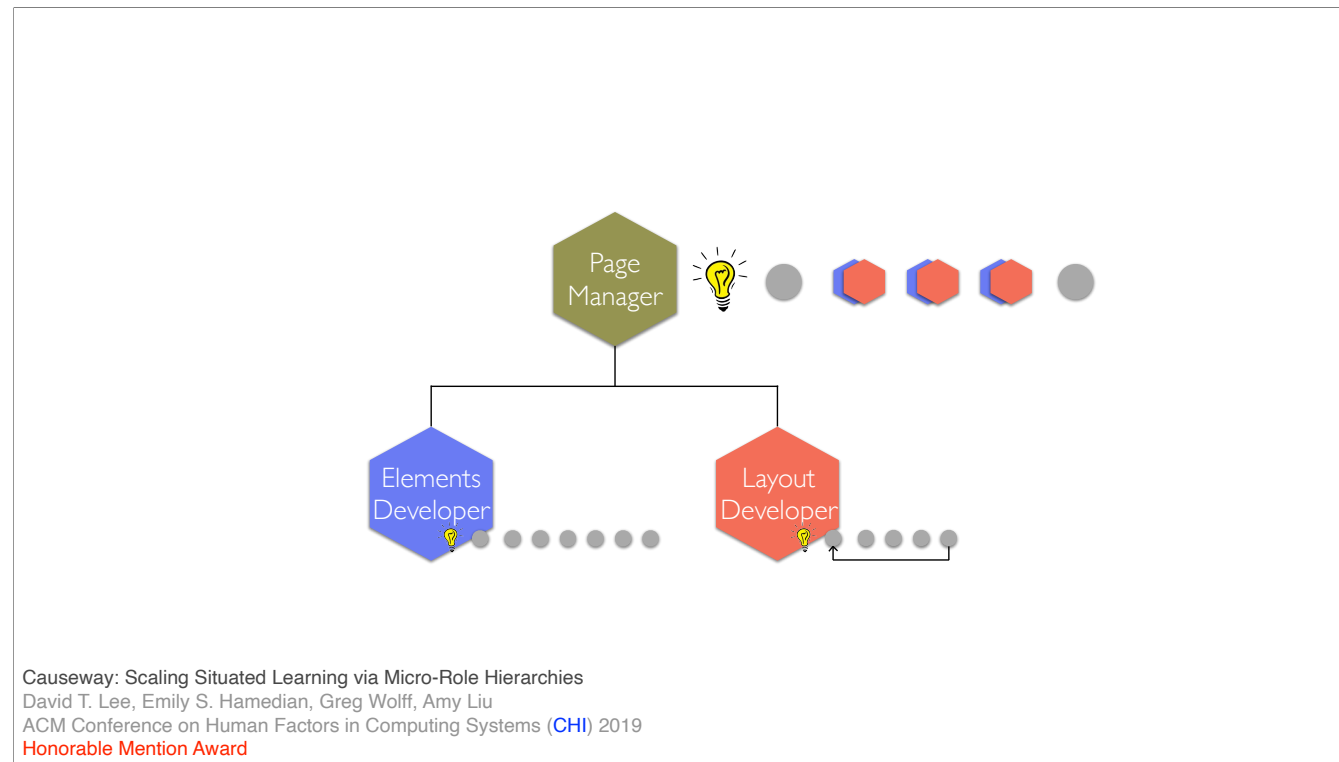 Page
Manager
Elements
Developer
Layout
Developer
Causeway: Scaling Situated Learning via Micro-Role Hierarchies
David T. Lee, Emily S. Hamedian, Greg Wolff, Amy Liu
ACM Conference on Human Factors in Computing Systems (CHI) 2019
Honorable Mention Award